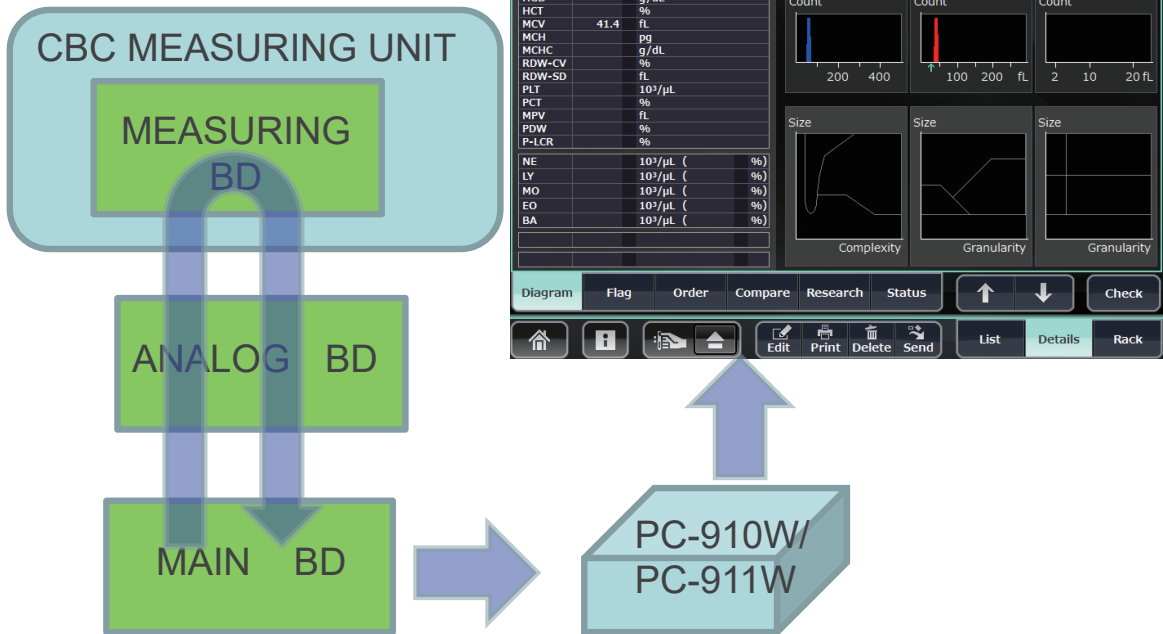 CBC MEASURING UNIT
MEASURING
BD
ANALOG BD
MAIN BD
PC-910W/
PC-911W
HCT %
MCV 41.4 fL
MCH pg
MCHC g/dL
RDW-CV %
RDW-SD fL
PLT 10³/µL
PCT %
MPV fL
PDW %
P-LCR %
NE 10³/µL ( %)
LY 10³/µL ( %)
MO 10³/µL ( %)
EO 10³/µL ( %)
BA 10³/µL ( %)
Count Count Count
200 400 100 200 fL 2 10 20 fL
Size Size Size
Complexity Granularity Granularity
Diagram Flag Order Compare Research Status Check
Edit Print Delete Send List Details Rack